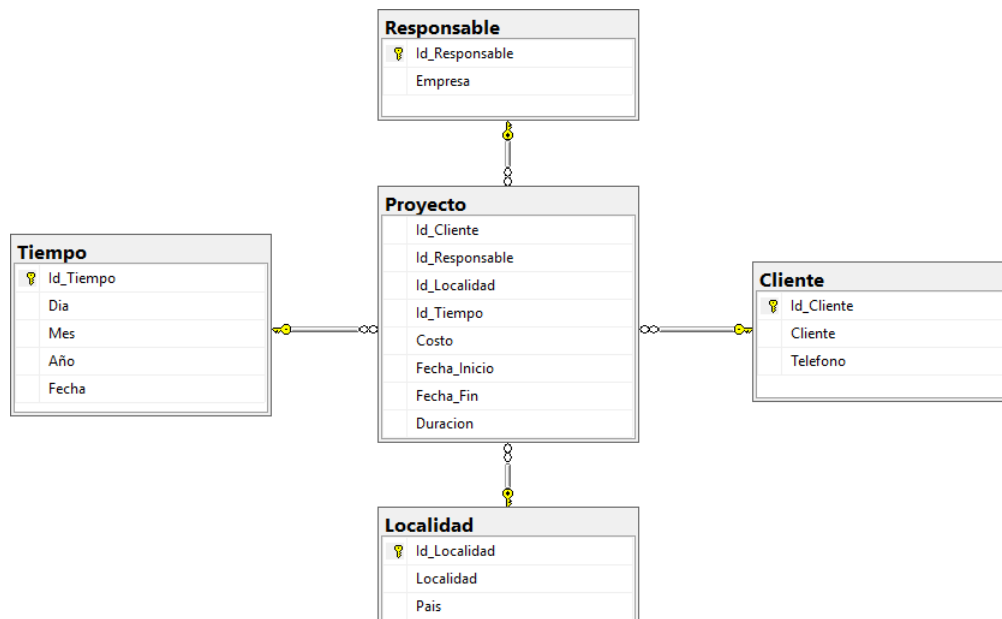 Responsable
Id_Responsable
Empresa
Proyecto
Id_Cliente
Id_Responsable
Id_Localidad
Id_Tiempo
Costo
Fecha_Inicio
Fecha_Fin
Duracion
Tiempo
Id_Tiempo
Dia
Mes
Año
Fecha
Cliente
Id_Cliente
Cliente
Telefono
Localidad
Id_Localidad
Localidad
Pais